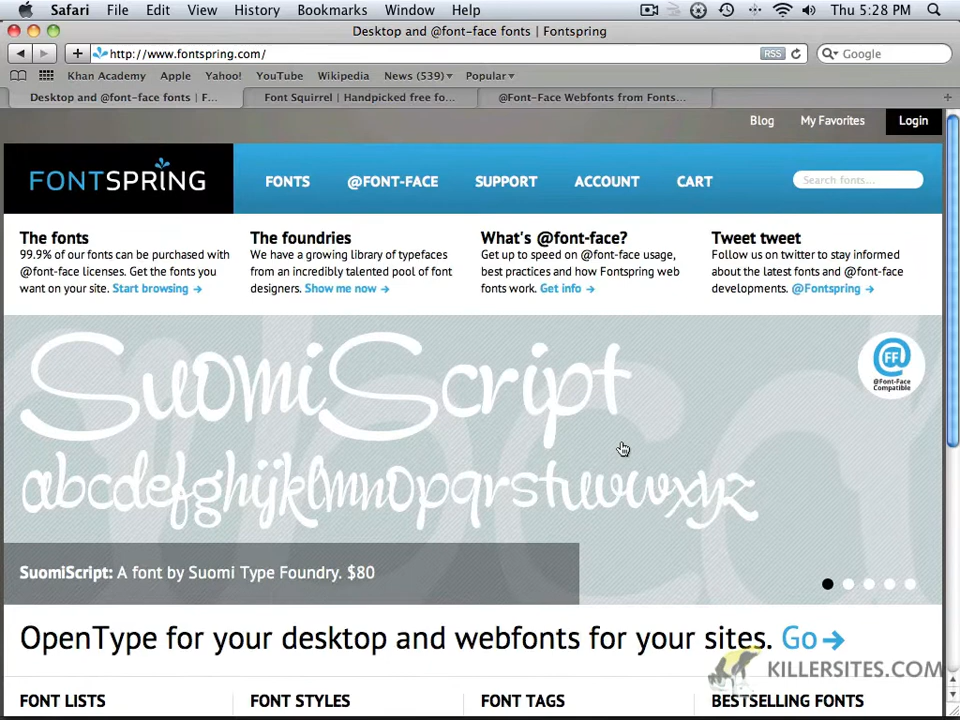 Safari File Edit View History Bookmarks Window Help Thu 5:28 PM
Desktop and @font-face fonts | Fontspring
http://www.fontspring.com/ RSS Google
Khan Academy Apple Yahoo! YouTube Wikipedia News (539) Popular
Desktop and @font-face fonts | F... Font Squirrel | Handpicked free fo... @Font-Face Webfonts from Fonts...
Blog My Favorites Login
FONTSPRING FONTS @FONT-FACE SUPPORT ACCOUNT CART Search fonts...
The fonts
99.9% of our fonts can be purchased with
@font-face licenses. Get the fonts you
want on your site. Start browsing →
The foundries
We have a growing library of typefaces
from an incredibly talented pool of font
designers. Show me now →
What's @font-face?
Get up to speed on @font-face usage,
best practices and how Fontspring web
fonts work. Get info →
Tweet tweet
Follow us on twitter to stay informed
about the latest fonts and @font-face
developments. @Fontspring →
SuomiScript
@FF
@Font-Face
Compatible
abcdefghijklmnopqrstuvwxyz
SuomiScript: A font by Suomi Type Foundry. $80
OpenType for your desktop and webfonts for your sites. Go→
KILLERSITES.COM
FONT LISTS FONT STYLES FONT TAGS BESTSELLING FONTS